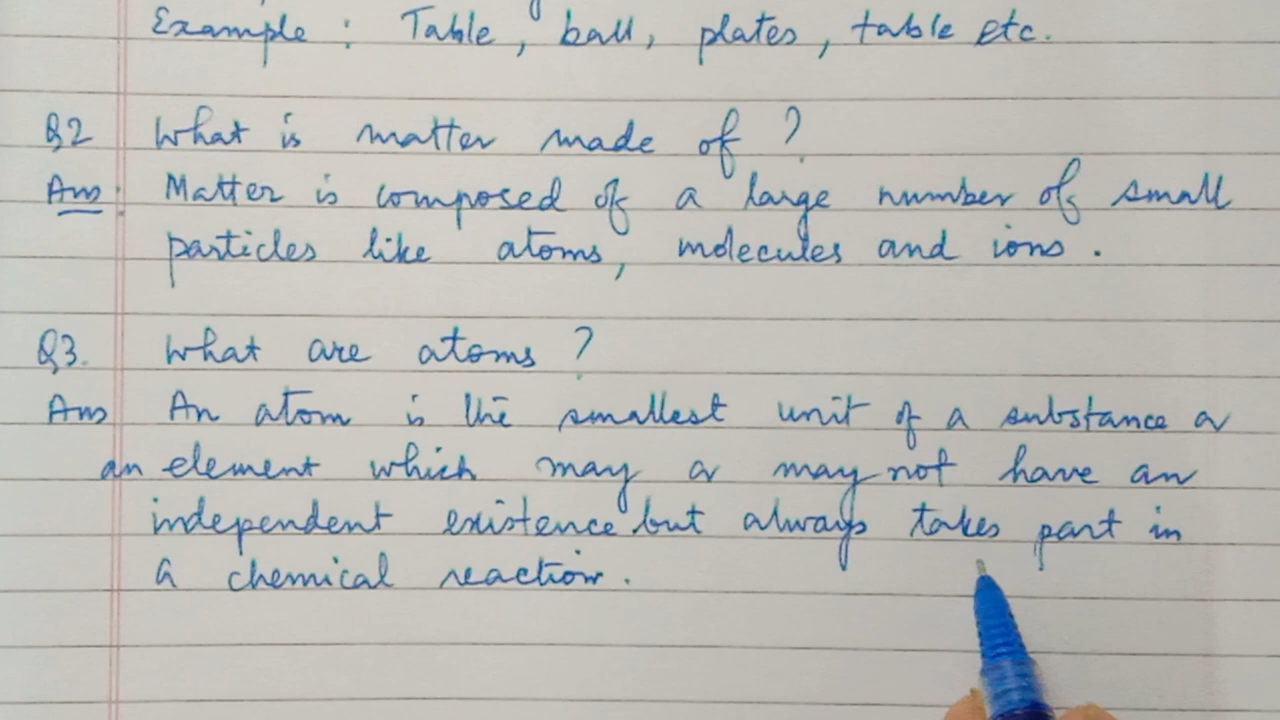 Example : Table , ball, plates , table etc.
Q2 What is matter made of ?
Ans: Matter is composed of a large number of small
particles like atoms, molecules and ions .
Q3. What are atoms ?
Ans An atom is the smallest unit of a substance or
an element which may or may not have an
independent existence but always takes part in
a chemical reaction .